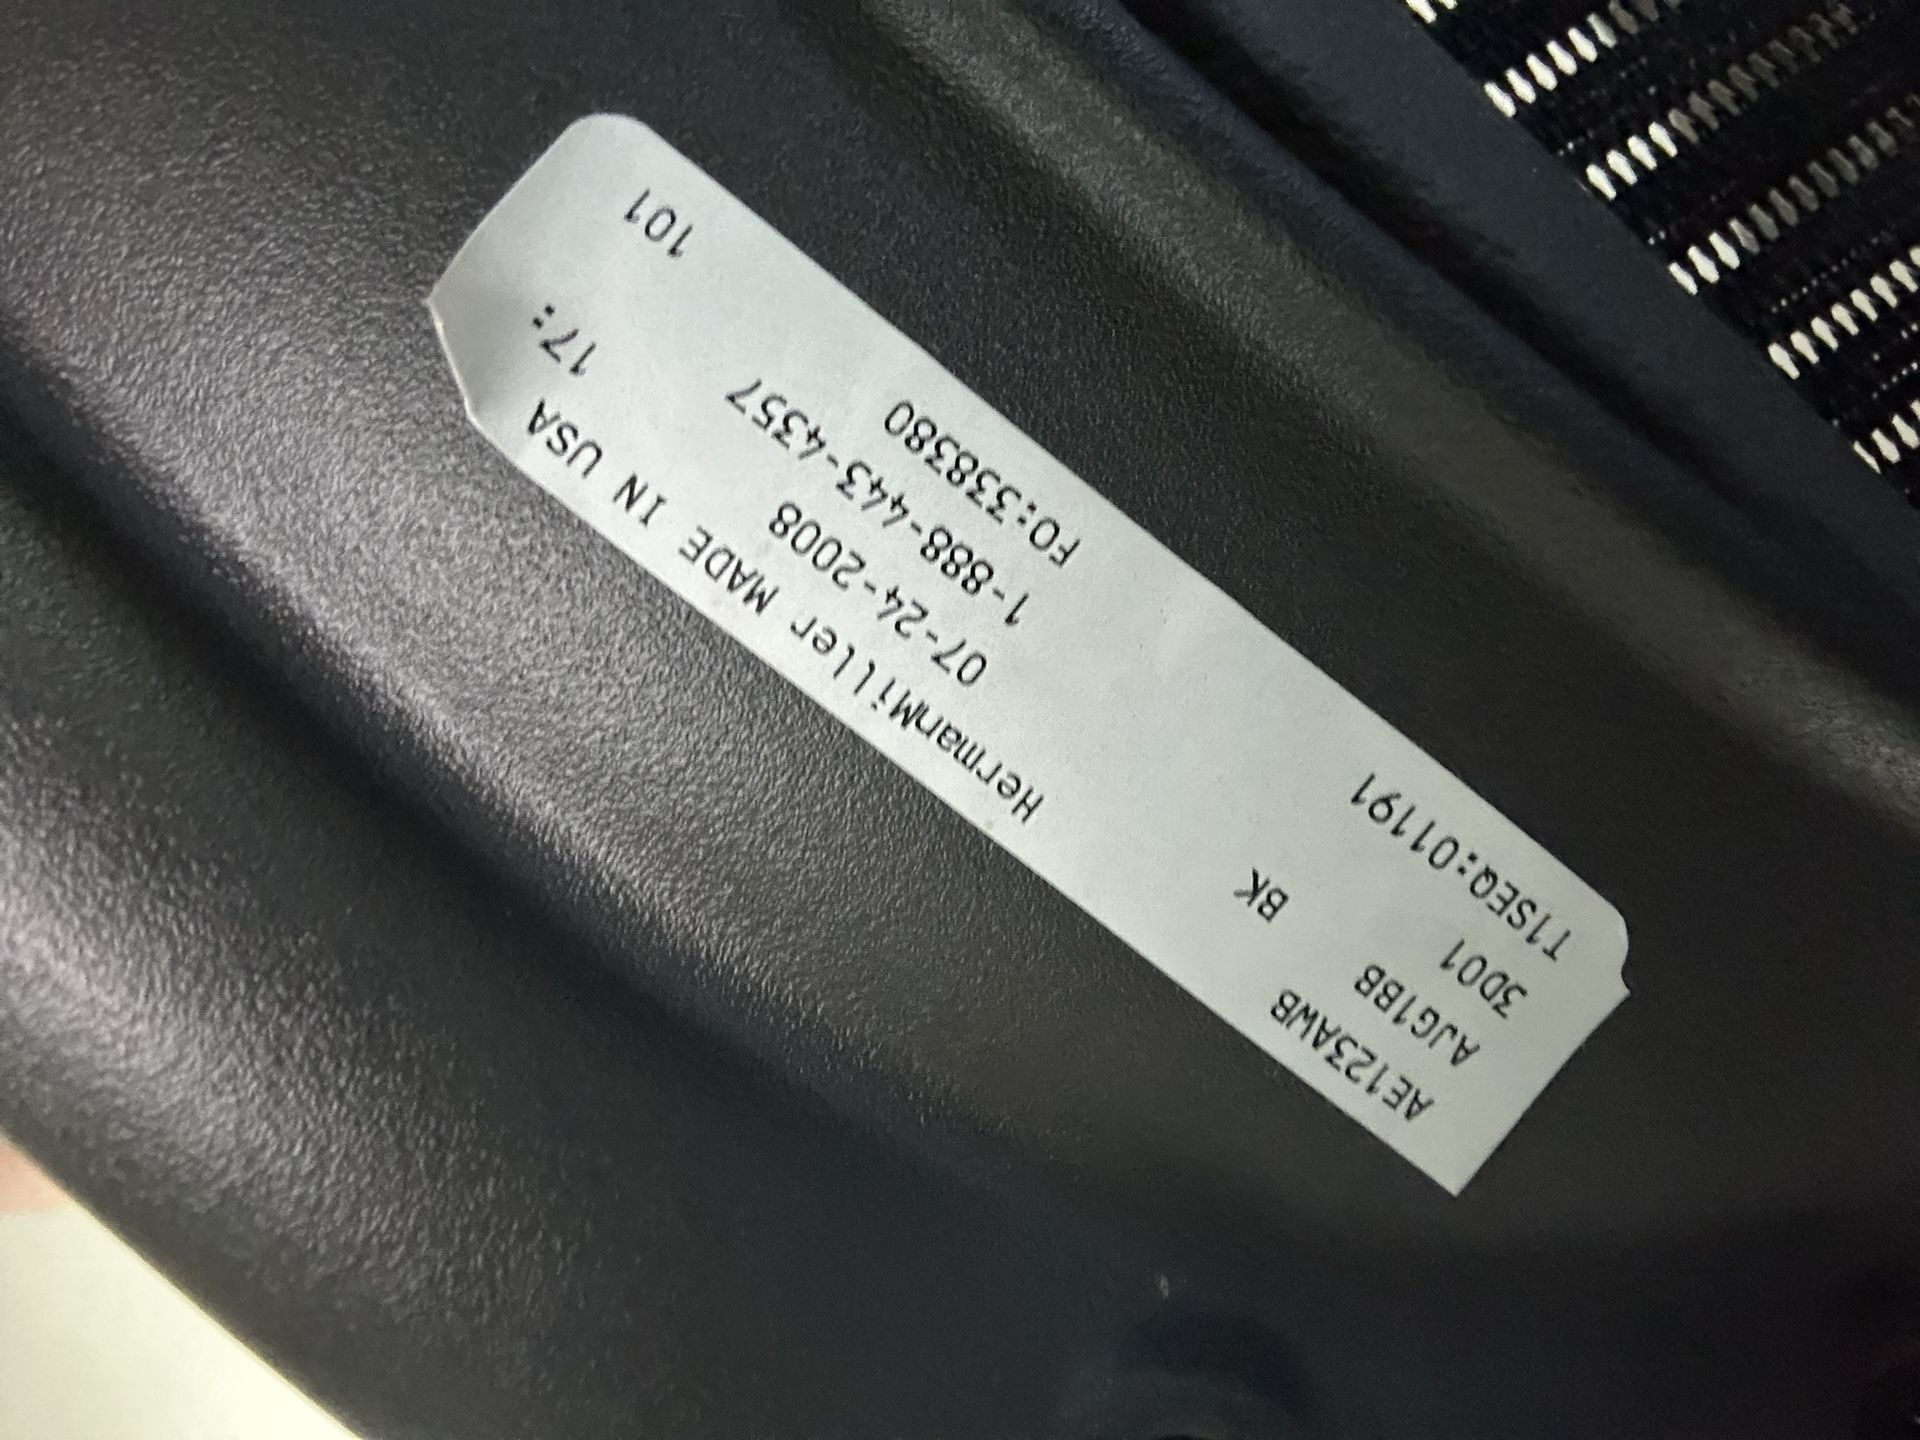 AE123AWB HermanMiller MADE IN USA
AJG1BB BK 07-24-2008 17:
3D01 1-888-443-4357
T1SEQ:01191 FO:338380 101